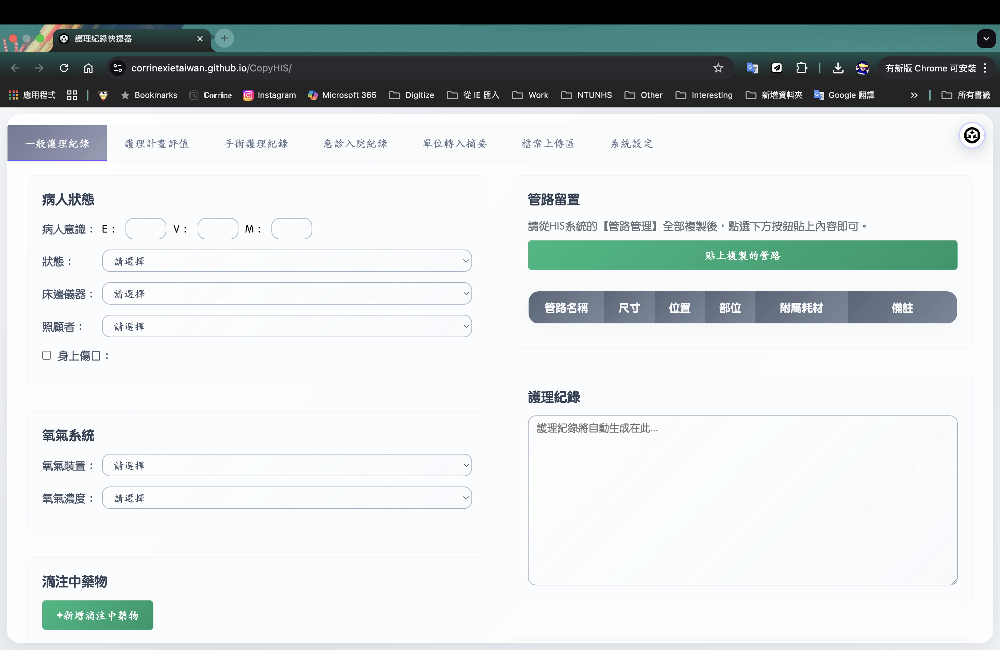 護理紀錄快捷器
corrinexietaiwan.github.io/CopyHIS/
有新版 Chrome 可安裝
應用程式 Bookmarks Corrine Instagram Microsoft 365 Digitize 從 IE 匯入 Work NTUNHS Other Interesting 新增資料夾 Google 翻譯 所有書籤
一般護理紀錄 護理計畫評值 手術護理紀錄 急診入院紀錄 單位轉入摘要 檔案上傳區 系統設定
病人狀態
病人意識： E： V： M：
狀態： 請選擇
床邊儀器： 請選擇
照顧者： 請選擇
身上傷口：
氧氣系統
氧氣裝置： 請選擇
氧氣濃度： 請選擇
滴注中藥物
+新增滴注中藥物
管路留置
請從HIS系統的【管路管理】全部複製後，點選下方按鈕貼上內容即可。
貼上複製的管路
管路名稱 尺寸 位置 部位 附屬耗材 備註
護理紀錄
護理紀錄將自動生成在此...